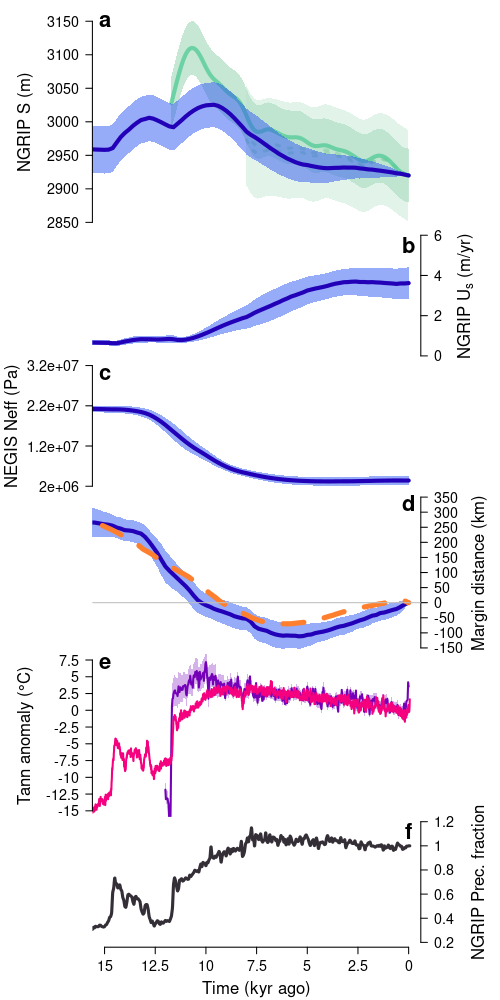 a
NGRIP S (m)
3150
3100
3050
3000
2950
2900
2850
b
NGRIP Us (m/yr)
6
4
2
0
c
NEGIS Neff (Pa)
3.2e+07
2.2e+07
1.2e+07
2e+06
d
Margin distance (km)
350
300
250
200
150
100
50
0
-50
-100
-150
e
Tann anomaly (°C)
7.5
5
2.5
0
-2.5
-5
-7.5
-10
-12.5
-15
f
NGRIP Prec. fraction
1.2
1
0.8
0.6
0.4
0.2
15 12.5 10 7.5 5 2.5 0
Time (kyr ago)